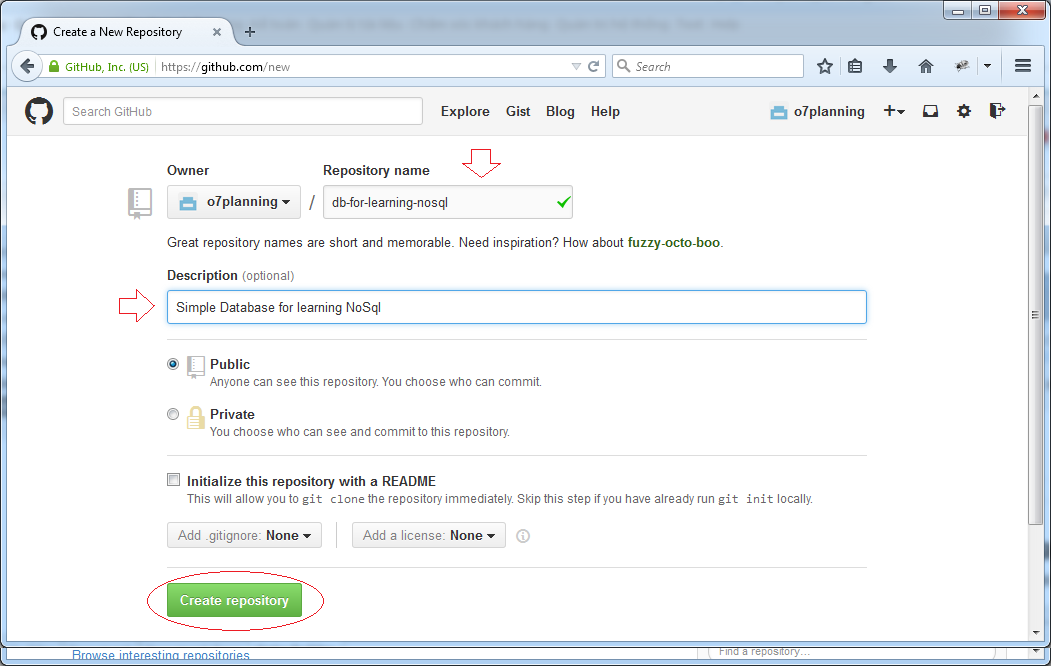 Create a New Repository
GitHub, Inc. (US) https://github.com/new
Search
Search GitHub
Explore Gist Blog Help
o7planning
Owner Repository name
o7planning / db-for-learning-nosql
Great repository names are short and memorable. Need inspiration? How about fuzzy-octo-boo.
Description (optional)
Simple Database for learning NoSql
Public
Anyone can see this repository. You choose who can commit.
Private
You choose who can see and commit to this repository.
Initialize this repository with a README
This will allow you to git clone the repository immediately. Skip this step if you have already run git init locally.
Add .gitignore: None Add a license: None
Create repository
Browse interesting repositories Find a repository...